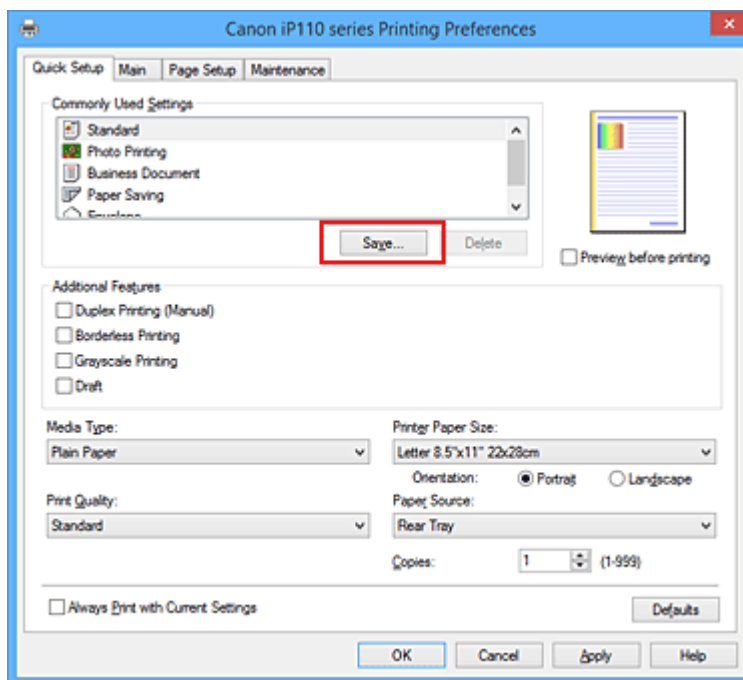 Canon iP110 series Printing Preferences
Quick Setup Main Page Setup Maintenance
Commonly Used Settings
Standard
Photo Printing
Business Document
Paper Saving
Envelope
Save... Delete
Preview before printing
Additional Features
Duplex Printing (Manual)
Borderless Printing
Grayscale Printing
Draft
Media Type: Printer Paper Size:
Plain Paper Letter 8.5"x11" 22x28cm
Orientation: Portrait Landscape
Print Quality: Paper Source:
Standard Rear Tray
Copies: 1 (1-999)
Always Print with Current Settings Defaults
OK Cancel Apply Help